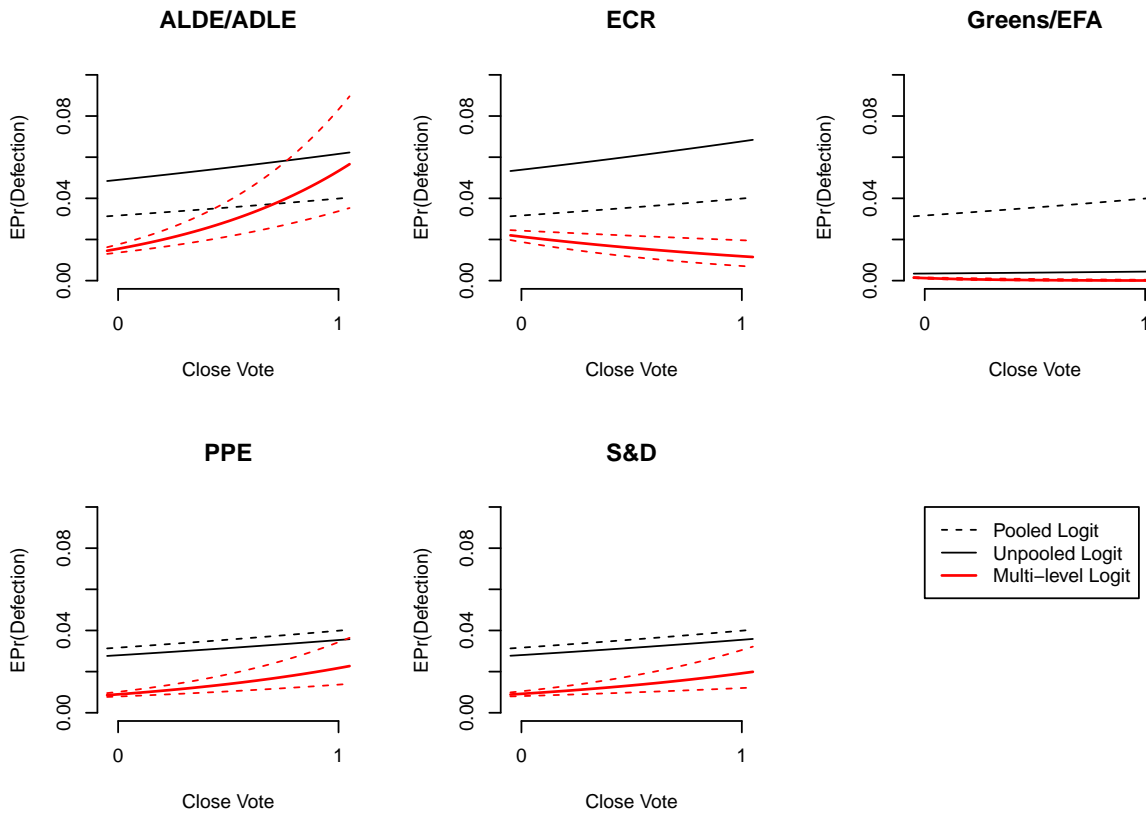 ALDE/ADLE
EPr(Defection)
0.00
0.04
0.08
0
1
Close Vote
ECR
EPr(Defection)
0.00
0.04
0.08
0
1
Close Vote
Greens/EFA
EPr(Defection)
0.00
0.04
0.08
0
1
Close Vote
PPE
EPr(Defection)
0.00
0.04
0.08
0
1
Close Vote
S&D
EPr(Defection)
0.00
0.04
0.08
0
1
Close Vote
Pooled Logit
Unpooled Logit
Multi−level Logit